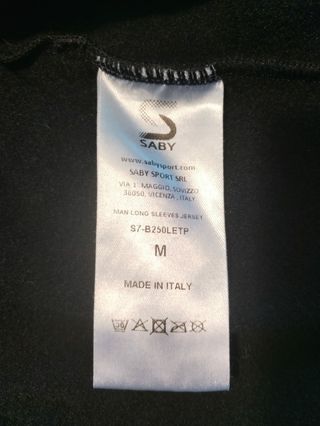 SABY
www.sabysport.com
SABY SPORT SRL
VIA 1° MAGGIO, SOVIZZO
36050, VICENZA , ITALY
MAN LONG SLEEVES JERSEY
S7-B250LETP
M
MADE IN ITALY
30